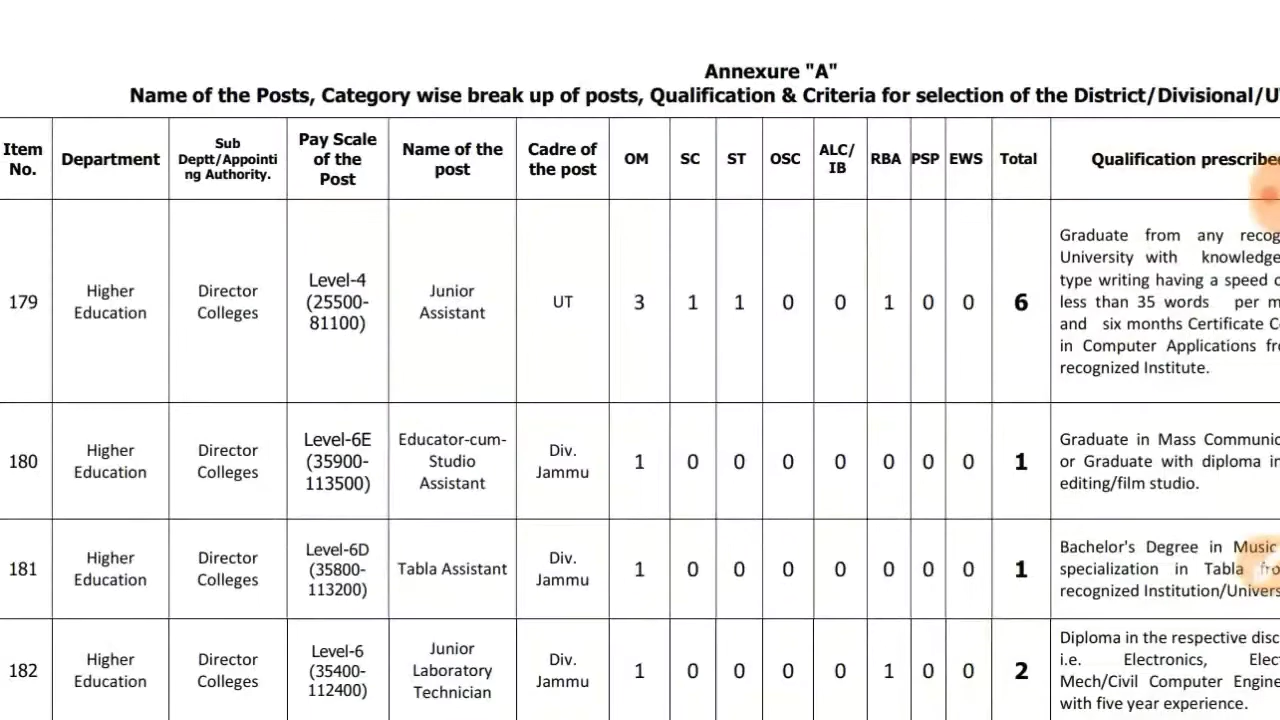 Annexure "A"
Name of the Posts, Category wise break up of posts, Qualification & Criteria for selection of the District/Divisional/U
Item No. Department Sub Deptt/Appointi ng Authority. Pay Scale of the Post Name of the post Cadre of the post OM SC ST OSC ALC/ IB RBA PSP EWS Total Qualification
179 Higher Education Director Colleges Level-4 (25500-81100) Junior Assistant UT 3 1 1 0 0 1 0 0 6
Graduate from any
University with knowledge
type writing having a speed
less than 35 words per
and six months Certificate
in Computer Applications
recognized Institute.
180 Higher Education Director Colleges Level-6E (35900-113500) Educator-cum-Studio Assistant Div. Jammu 1 0 0 0 0 0 0 0 1
Graduate in Mass
or Graduate with diploma in
editing/film studio.
181 Higher Education Director Colleges Level-6D (35800-113200) Tabla Assistant Div. Jammu 1 0 0 0 0 0 0 0 1
Bachelor's Degree in Music
specialization in Tabla
recognized
182 Higher Education Director Colleges Level-6 (35400-112400) Junior Laboratory Technician Div. Jammu 1 0 0 0 0 1 0 0 2
Diploma in the respective
i.e. Electronics,
Mech/Civil Computer
with five year experience.